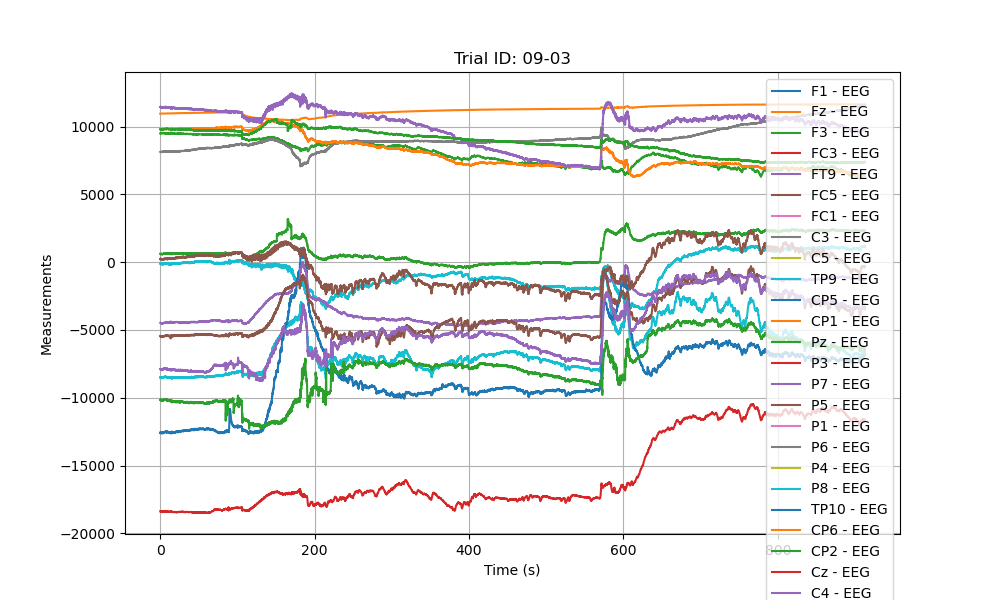 Trial ID: 09-03
Measurements
10000
5000
0
−5000
−10000
−15000
−20000
0
200
400
600
800
Time (s)
F1 - EEG
Fz - EEG
F3 - EEG
FC3 - EEG
FT9 - EEG
FC5 - EEG
FC1 - EEG
C3 - EEG
C5 - EEG
TP9 - EEG
CP5 - EEG
CP1 - EEG
Pz - EEG
P3 - EEG
P7 - EEG
P5 - EEG
P1 - EEG
P6 - EEG
P4 - EEG
P8 - EEG
TP10 - EEG
CP6 - EEG
CP2 - EEG
Cz - EEG
C4 - EEG